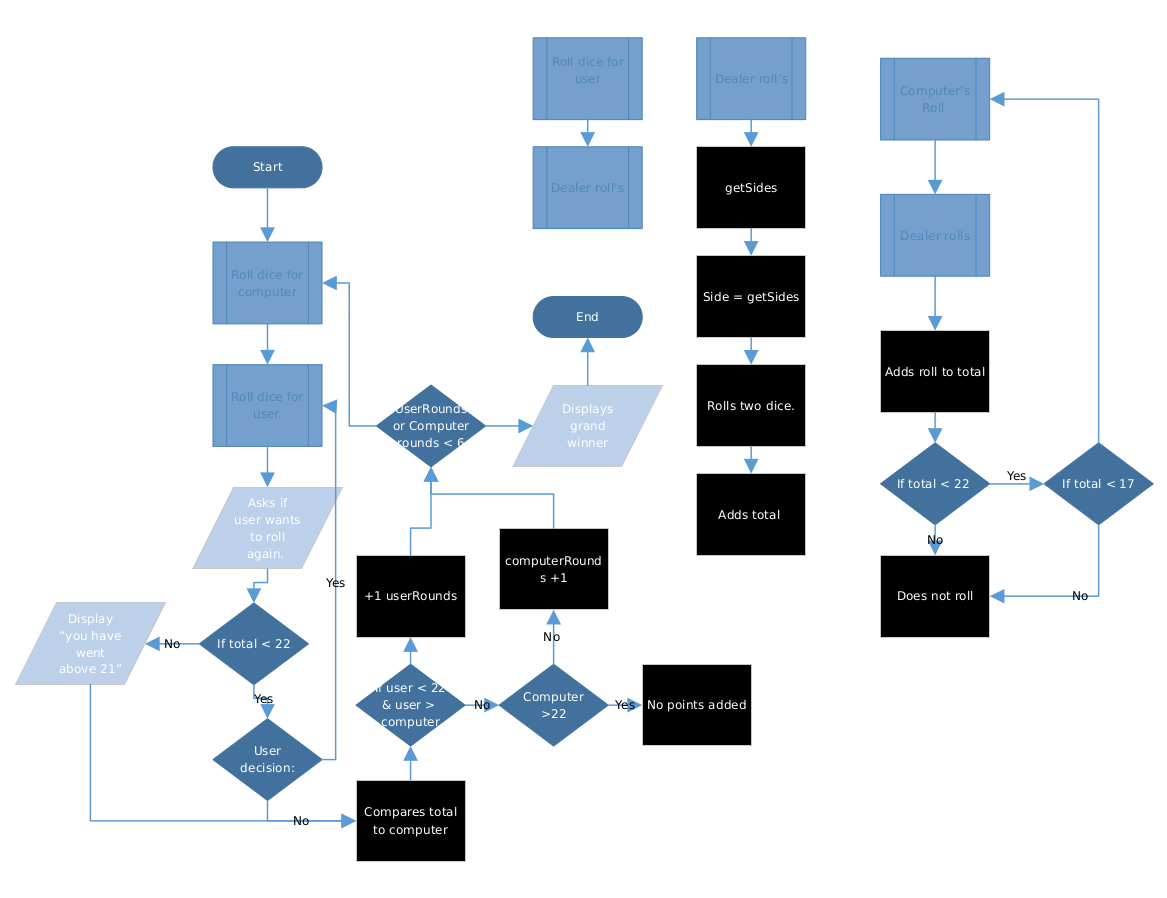 Roll dice for
user
Dealer roll's
Dealer roll's
getSides
Side = getSides
Rolls two dice.
Adds total
Computer's
Roll
Dealer rolls
Adds roll to total
If total < 22
Yes
If total < 17
No
Does not roll
No
Start
Roll dice for
computer
Roll dice for
user.
Asks if
user wants
to roll
again.
If total < 22
No
Display
"you have
went
above 21"
Yes
User
decision:
Yes
No
Compares total
to computer
If user < 22
& user >
computer
No
Computer
>22
Yes
No points added
No
computerRound
s +1
+1 userRounds
UserRounds
or Computer
rounds < 6
Displays
grand
winner
End